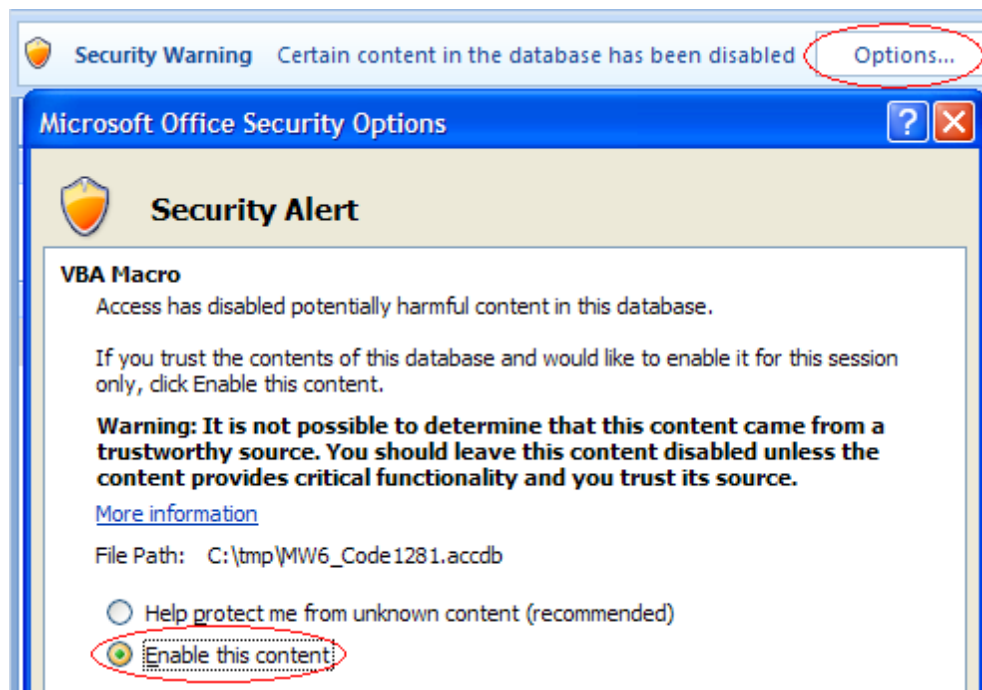 Security Warning Certain content in the database has been disabled Options...
Microsoft Office Security Options
Security Alert
VBA Macro
Access has disabled potentially harmful content in this database.
If you trust the contents of this database and would like to enable it for this session
only, click Enable this content.
Warning: It is not possible to determine that this content came from a
trustworthy source. You should leave this content disabled unless the
content provides critical functionality and you trust its source.
More information
File Path: C:\tmp\MW6_Code1281.accdb
Help protect me from unknown content (recommended)
Enable this content